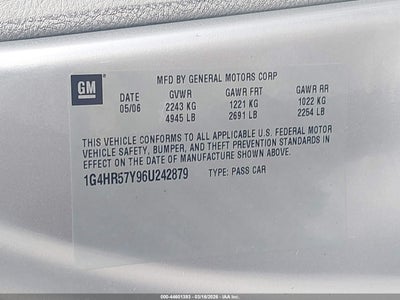 GM
MFD BY GENERAL MOTORS CORP
DATE GVWR GAWR FRT GAWR RR
05/06 2243 KG 1221 KG 1022 KG
4945 LB 2691 LB 2254 LB
THIS VEHICLE CONFORMS TO ALL APPLICABLE U.S. FEDERAL MOTOR
VEHICLE SAFETY, BUMPER, AND THEFT PREVENTION STANDARDS IN
EFFECT ON THE DATE OF MANUFACTURE SHOWN ABOVE.
1G4HR57Y96U242879 TYPE: PASS CAR
000-44601393 - 03/18/2026 - IAA Inc.